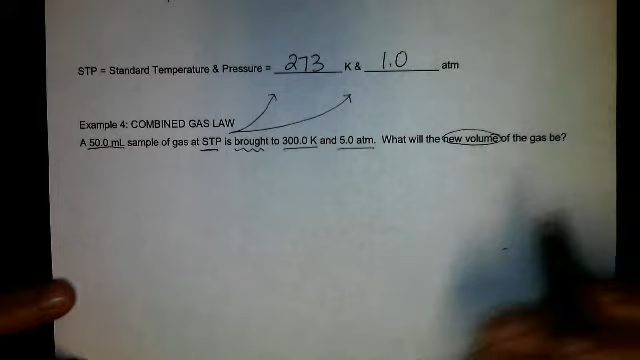 STP = Standard Temperature & Pressure = 273 K & 1.0 atm
Example 4: COMBINED GAS LAW
A 50.0 mL sample of gas at STP is brought to 300.0 K and 5.0 atm. What will the new volume of the gas be?